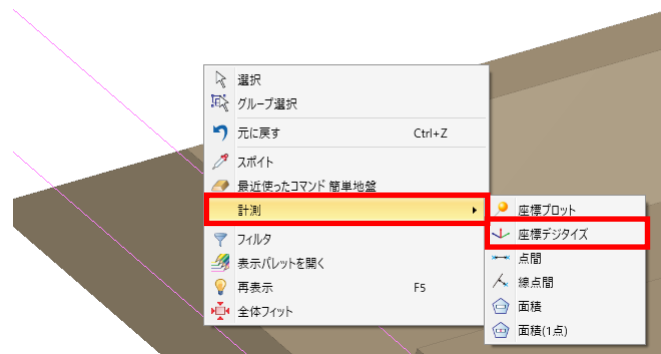 選択
グループ選択
元に戻す Ctrl+Z
スポイト
最近使ったコマンド 簡単地盤
計測
フィルタ
表示パレットを開く
再表示 F5
全体フィット
座標プロット
座標デジタイズ
点間
線点間
面積
面積(1点)